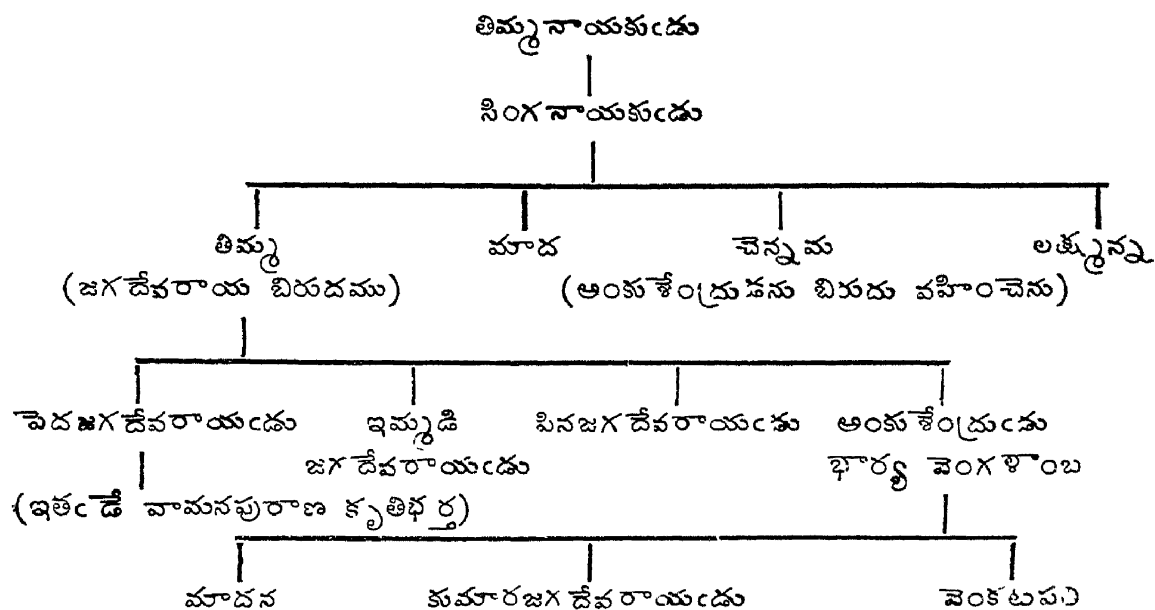 తిమ్మనాయకుఁడు
సింగనాయకుఁడు
తిమ్మ మాద చెన్నమ లక్ష్మన్న
(జగదేవరాయ బిరుదము) (అంకుశేంద్రుడను బిరుదు వహించెను)
పెదజగదేవరాయఁడు ఇమ్మడి పినజగదేవరాయఁడు అంకుశేంద్రుఁడు
జగదేవరాయఁడు భార్య వెంగళాంబ
(ఇతఁడే వామనపురాణ కృతిభర్త)
మాదన కుమారజగదేవరాయఁడు